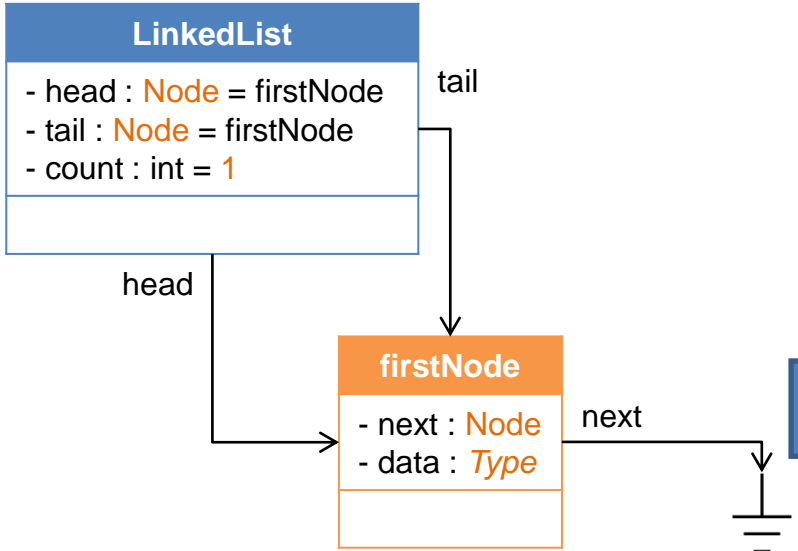 LinkedList
- head : Node = firstNode
- tail : Node = firstNode
- count : int = 1
tail
head
firstNode
- next : Node
- data : Type
next